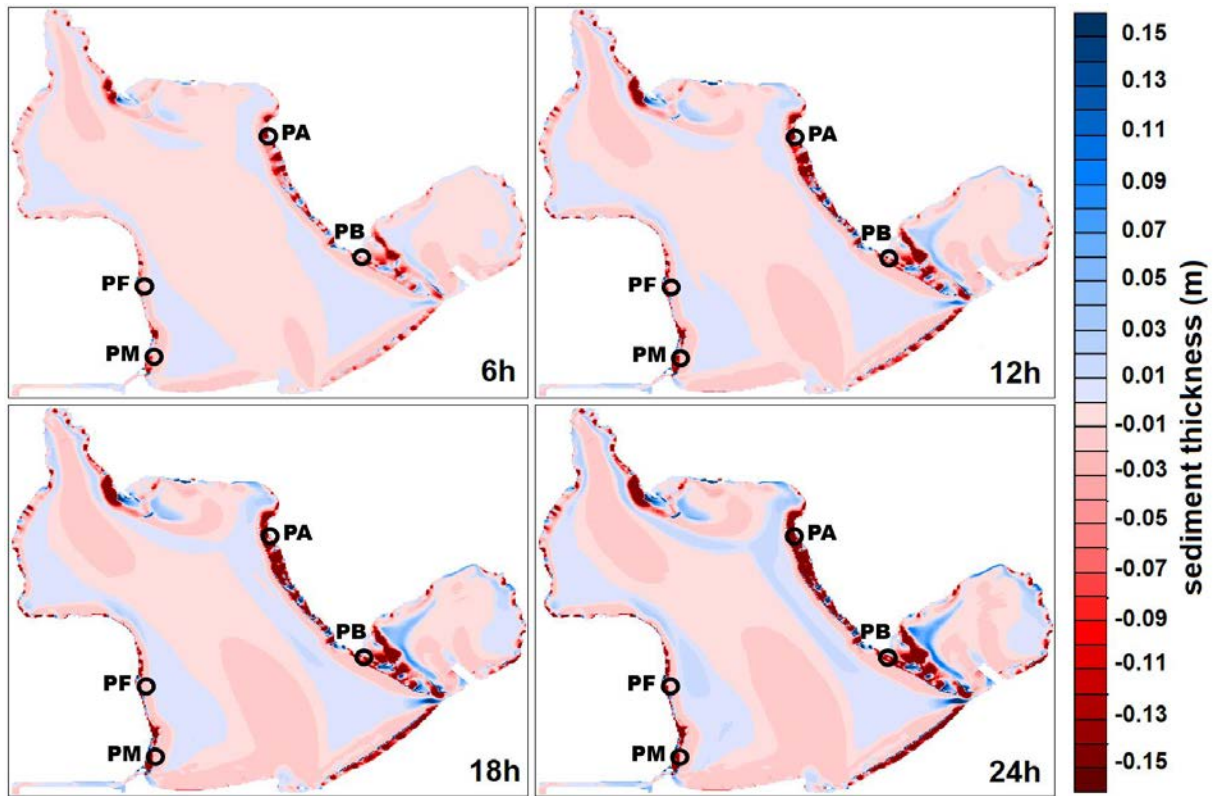 PA
PB
PF
PM
6h
PA
PB
PF
PM
12h
PA
PB
PF
PM
18h
PA
PB
PF
PM
24h
0.15
0.13
0.11
0.09
0.07
0.05
0.03
0.01
-0.01
-0.03
-0.05
-0.07
-0.09
-0.11
-0.13
-0.15
sediment thickness (m)